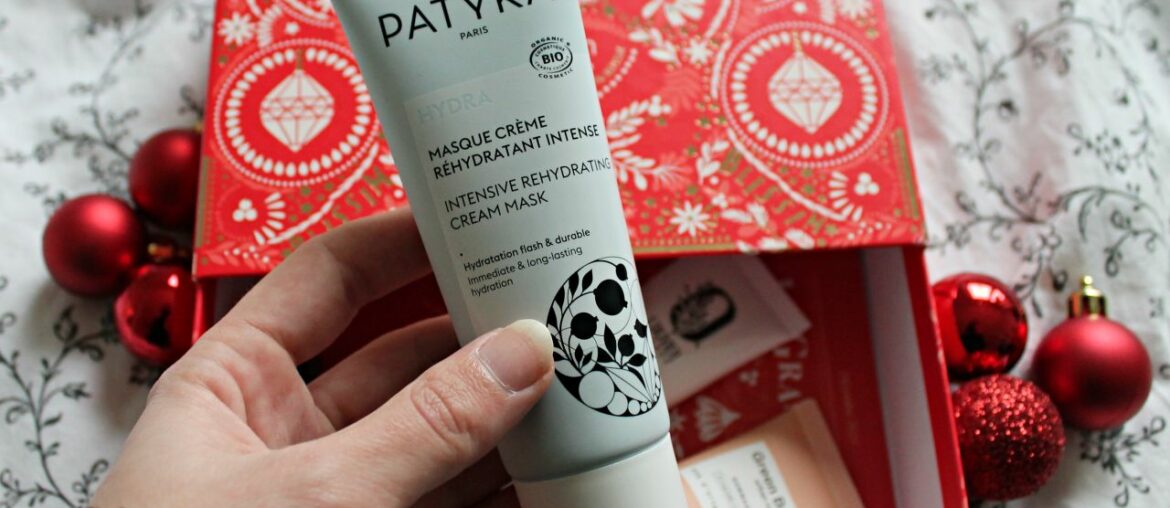 PATYKA
PARIS
ORGANIC
BIO
COSMETIC
HYDRA
MASQUE CRÈME
RÉHYDRATANT INTENSE
INTENSIVE REHYDRATING
CREAM MASK
Hydratation flash & durable
Immediate & long-lasting
hydration